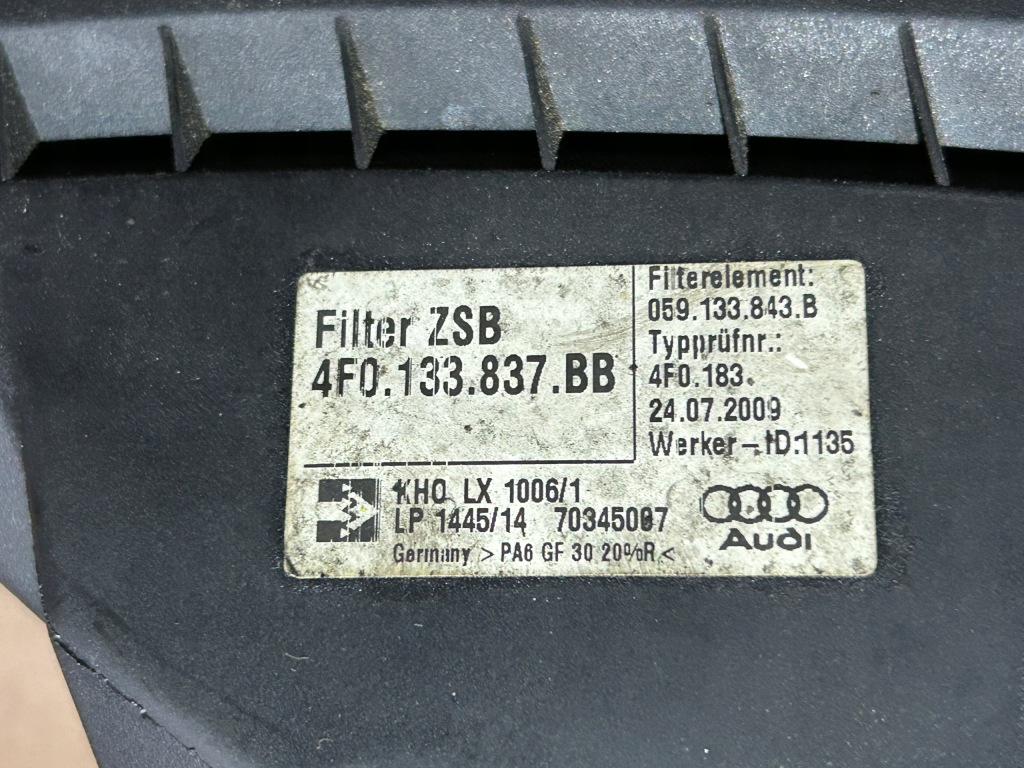 Filter ZSB
4F0.133.837.BB
Filterelement:
059.133.843.B
Typprüfnr.:
4F0.183.
24.07.2009
Werker-ID:1135
LX 1006/1
LP 1445/14 70345087
Germany >PA6 GF 30 20%R<
Audi